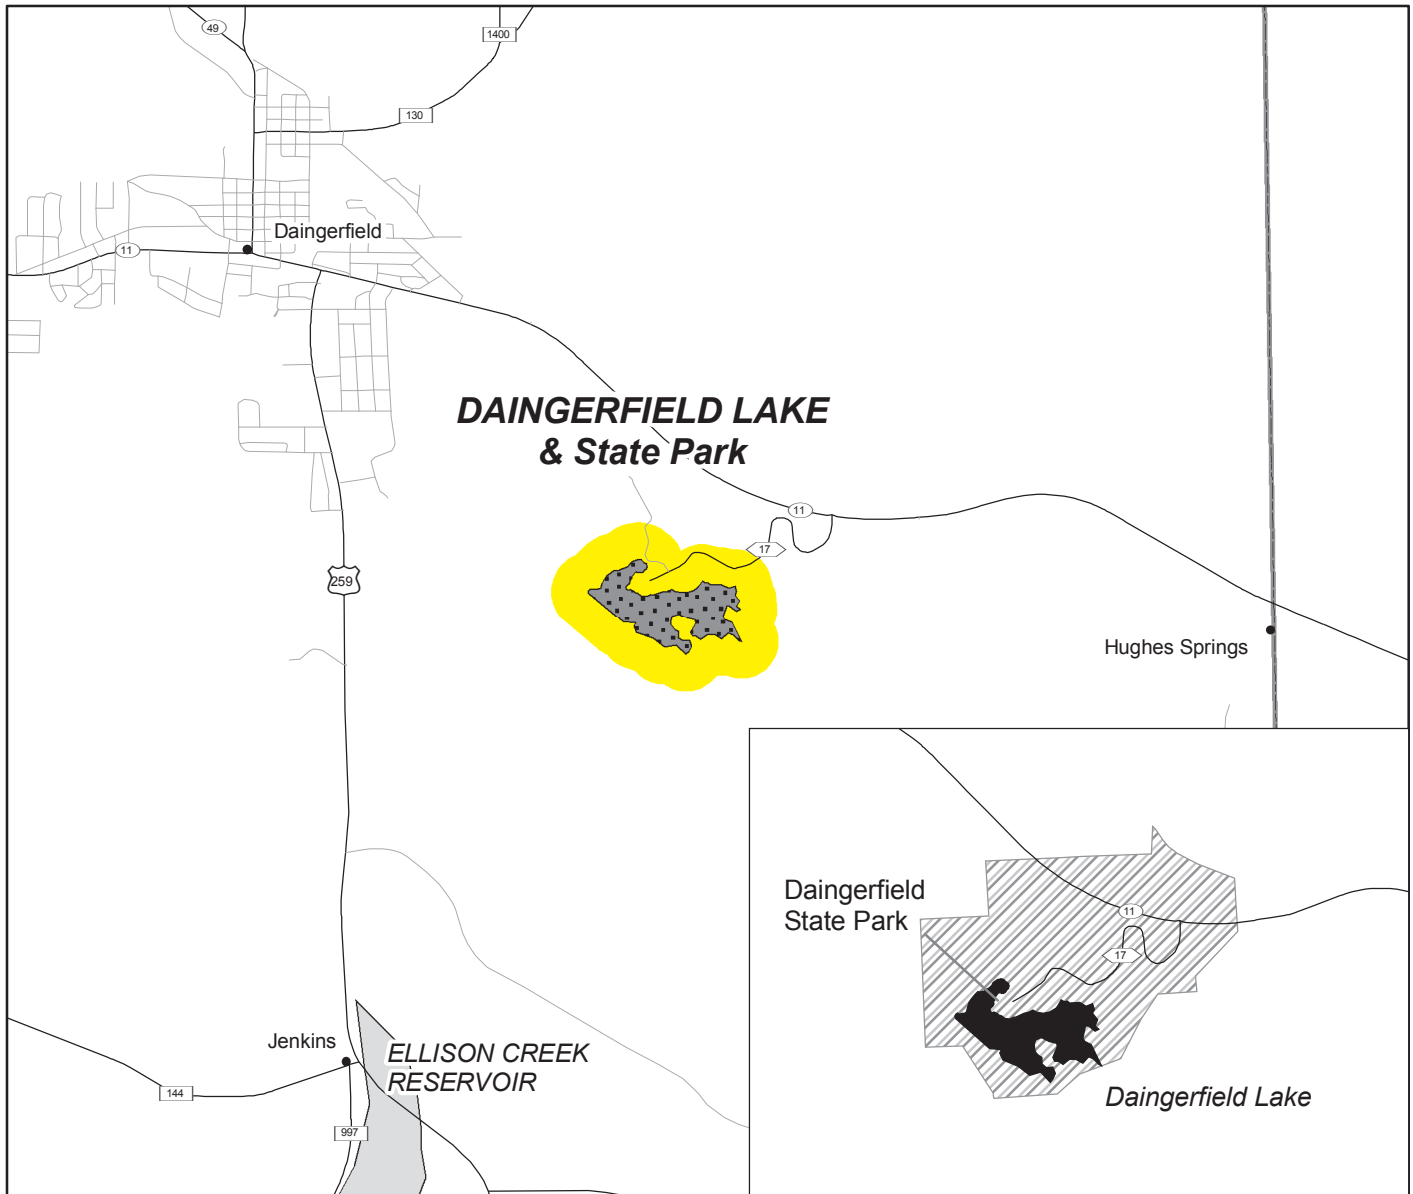 49
1400
130
Daingerfield
11
DAINGERFIELD LAKE
& State Park
11
17
259
Hughes Springs
Daingerfield
State Park
11
17
Jenkins
ELLISON CREEK
RESERVOIR
144
Daingerfield Lake
997